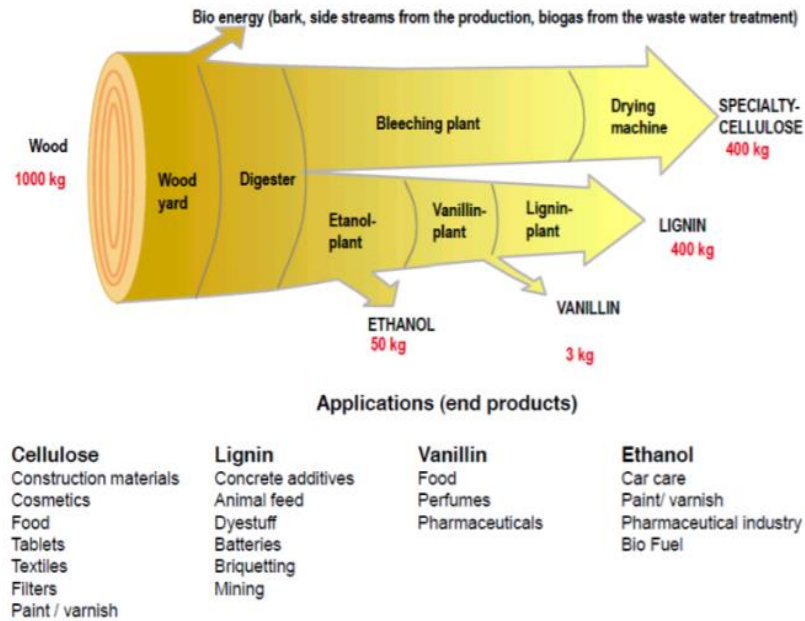 Bio energy (bark, side streams from the production, biogas from the waste water treatment)
Wood
1000 kg
Wood
yard
Digester
Bleeching plant
Drying
machine
SPECIALTY-
CELLULOSE
400 kg
Etanol-
plant
Vanillin-
plant
Lignin-
plant
LIGNIN
400 kg
ETHANOL
50 kg
VANILLIN
3 kg
Applications (end products)
Cellulose
Construction materials
Cosmetics
Food
Tablets
Textiles
Filters
Paint / varnish
Lignin
Concrete additives
Animal feed
Dyestuff
Batteries
Briquetting
Mining
Vanillin
Food
Perfumes
Pharmaceuticals
Ethanol
Car care
Paint/ varnish
Pharmaceutical industry
Bio Fuel